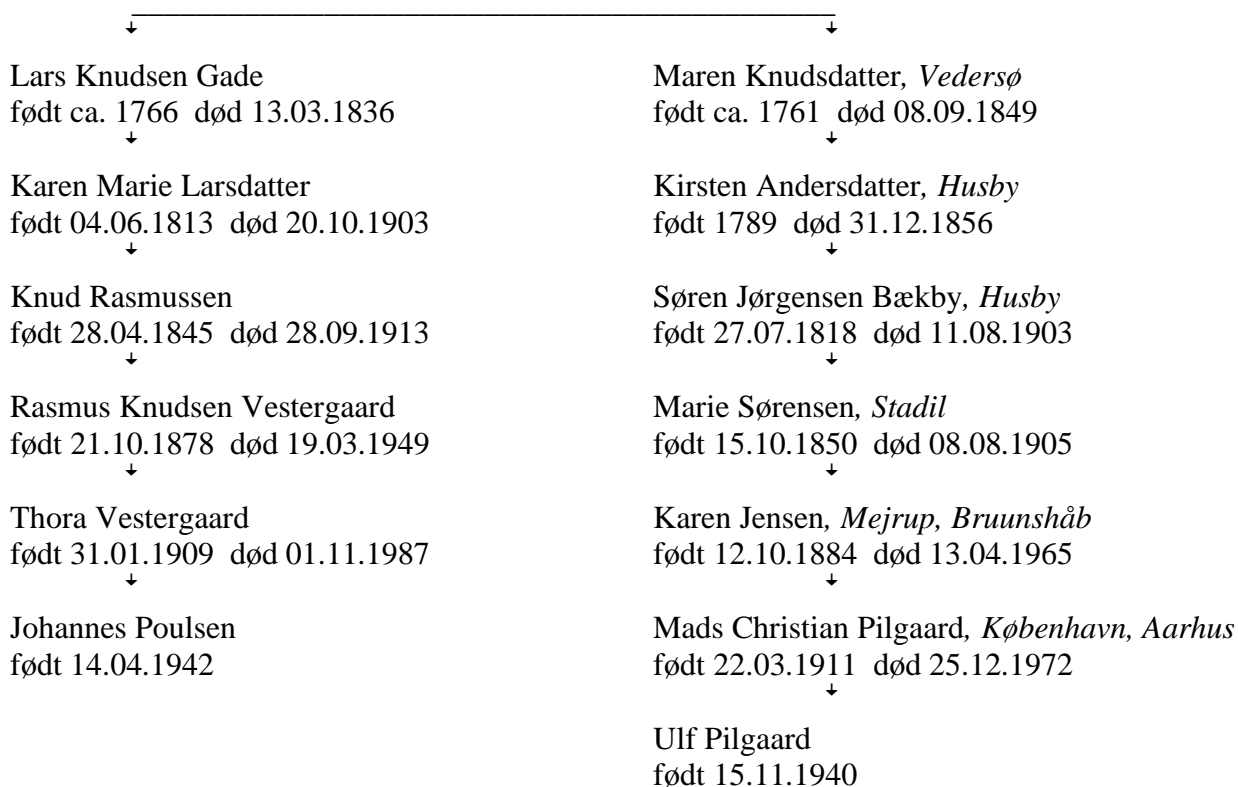 Lars Knudsen Gade
født ca. 1766 død 13.03.1836
Karen Marie Larsdatter
født 04.06.1813 død 20.10.1903
Knud Rasmussen
født 28.04.1845 død 28.09.1913
Rasmus Knudsen Vestergaard
født 21.10.1878 død 19.03.1949
Thora Vestergaard
født 31.01.1909 død 01.11.1987
Johannes Poulsen
født 14.04.1942
Maren Knudsdatter, Vedersø
født ca. 1761 død 08.09.1849
Kirsten Andersdatter, Husby
født 1789 død 31.12.1856
Søren Jørgensen Bækby, Husby
født 27.07.1818 død 11.08.1903
Marie Sørensen, Stadil
født 15.10.1850 død 08.08.1905
Karen Jensen, Mejrup, Bruunshåb
født 12.10.1884 død 13.04.1965
Mads Christian Pilgaard, København, Aarhus
født 22.03.1911 død 25.12.1972
Ulf Pilgaard
født 15.11.1940